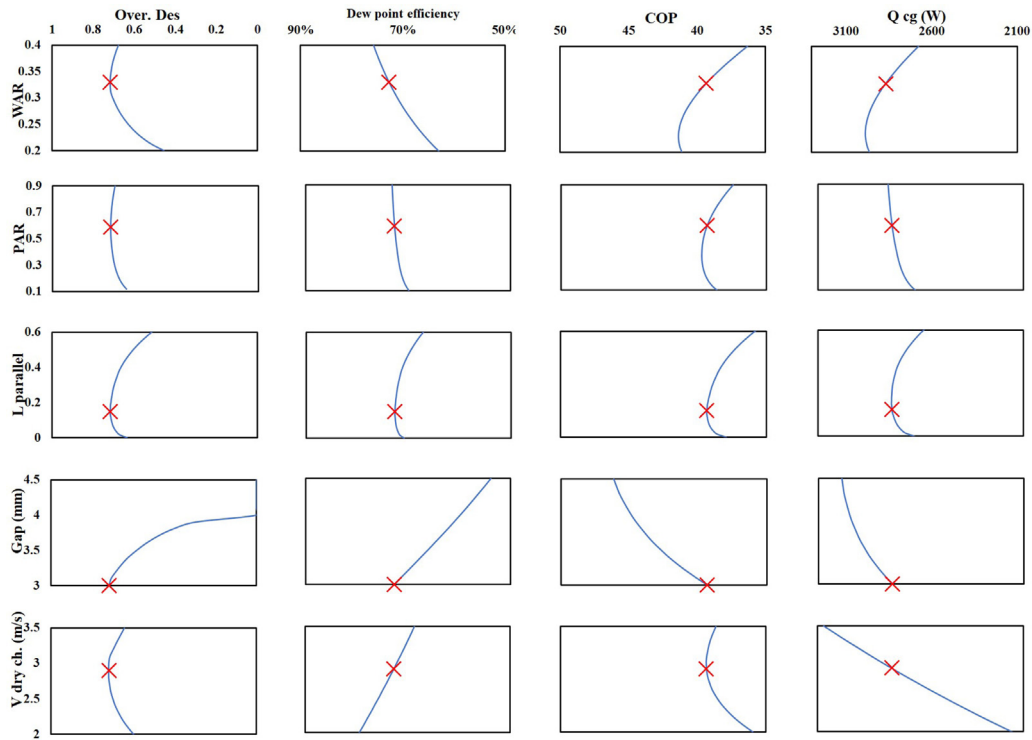 Over. Des
Dew point efficiency
COP
Q cg (W)
1 0.8 0.6 0.4 0.2 0
90% 70% 50%
50 45 40 35
3100 2600 2100
WAR
0.4
0.35
0.3
0.25
0.2
PAR
0.9
0.7
0.5
0.3
0.1
L parallel
0.6
0.4
0.2
0
Gap (mm)
4.5
4
3.5
3
V dry ch. (m/s)
3.5
3
2.5
2